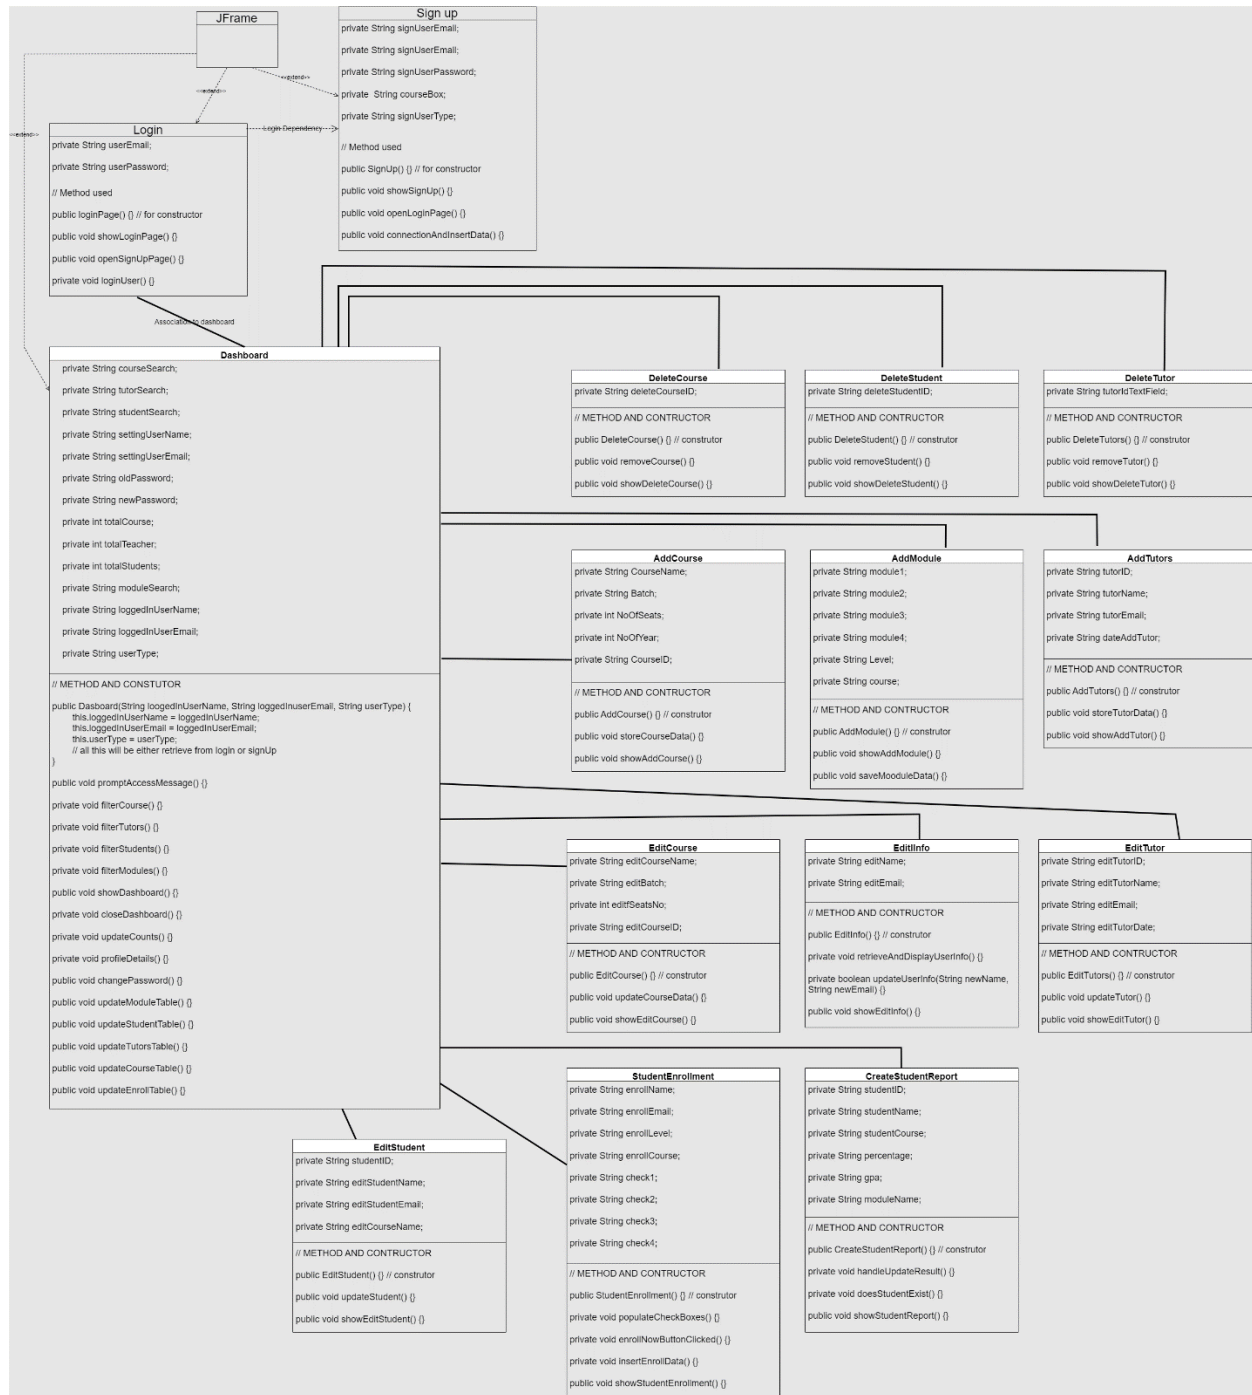 JFrame
Sign up
private String signUserEmail;
private String signUserEmail;
private String signUserPassword;
private  String courseBox;
private String signUserType;
// Method used
public SignUp() {} // for constructor
public void showSignUp() {}
public void openLoginPage() {}
public void connectionAndInsertData() {}
<<extend>>
<<extend>>
<<extend>>
Login Dependency
Login
private String userEmail;
private String userPassword;
// Method used
public loginPage() {} // for constructor
public void showLoginPage() {}
public void openSignUpPage() {}
private void loginUser() {}
Association to dashboard
Dashboard
private String courseSearch;
private String tutorSearch;
private String studentSearch;
private String settingUserName;
private String settingUserEmail;
private String oldPassword;
private String newPassword;
private int totalCourse;
private int totalTeacher;
private int totalStudents;
private String moduleSearch;
private String loggedInUserName;
private String loggedInUserEmail;
private String userType;
// METHOD AND CONSTUTOR
public Dasboard(String loogedInUserName, String loggedInuserEmail, String userType) {
this.loggedInUserName = loggedInUserName;
this.loggedInUserEmail = loggedInUserEmail;
this.userType = userType;
// all this will be either retrieve from login or signUp
}
public void promptAccessMessage() {}
private void filterCourse() {}
private void filterTutors() {}
private void filterStudents() {}
private void filterModules() {}
public void showDashboard() {}
private void closeDashboard() {}
private void updateCounts() {}
private void profileDetails() {}
public void changePassword() {}
public void updateModuleTable() {}
public void updateStudentTable() {}
public void updateTutorsTable() {}
public void updateCourseTable() {}
public void updateEnrollTable() {}
DeleteCourse
private String deleteCourseID;
// METHOD AND CONTRUCTOR
public DeleteCourse() {} // construtor
public void removeCourse() {}
public void showDeleteCourse() {}
DeleteStudent
private String deleteStudentID;
// METHOD AND CONTRUCTOR
public DeleteStudent() {} // construtor
public void removeStudent() {}
public void showDeleteStudent() {}
DeleteTutor
private String tutorIdTextField;
// METHOD AND CONTRUCTOR
public DeleteTutors() {} // construtor
public void removeTutor() {}
public void showDeleteTutor() {}
AddCourse
private String CourseName;
private String Batch;
private int NoOfSeats;
private int NoOfYear;
private String CourseID;
// METHOD AND CONTRUCTOR
public AddCourse() {} // construtor
public void storeCourseData() {}
public void showAddCourse() {}
AddModule
private String module1;
private String module2;
private String module3;
private String module4;
private String Level;
private String course;
// METHOD AND CONTRUCTOR
public AddModule() {} // construtor
public void showAddModule() {}
public void saveMooduleData() {}
AddTutors
private String tutorID;
private String tutorName;
private String tutorEmail;
private String dateAddTutor;
// METHOD AND CONTRUCTOR
public AddTutors() {} // construtor
public void storeTutorData() {}
public void showAddTutor() {}
EditCourse
private String editCourseName;
private String editBatch;
private int editfSeatsNo;
private String editCourseID;
// METHOD AND CONTRUCTOR
public EditCourse() {} // construtor
public void updateCourseData() {}
public void showEditCourse() {}
EditIInfo
private String editName;
private String editEmail;
// METHOD AND CONTRUCTOR
public EditInfo() {} // construtor
private void retrieveAndDisplayUserInfo() {}
private boolean updateUserInfo(String newName,
String newEmail) {}
public void showEditInfo() {}
EditTutor
private String editTutorID;
private String editTutorName;
private String editEmail;
private String editTutorDate;
// METHOD AND CONTRUCTOR
public EditTutors() {} // construtor
public void updateTutor() {}
public void showEditTutor() {}
EditStudent
private String studentID;
private String editStudentName;
private String editStudentEmail;
private String editCourseName;
// METHOD AND CONTRUCTOR
public EditStudent() {} // construtor
public void updateStudent() {}
public void showEditStudent() {}
StudentEnrollment
private String enrollName;
private String enrollEmail;
private String enrollLevel;
private String enrollCourse;
private String check1;
private String check2;
private String check3;
private String check4;
// METHOD AND CONTRUCTOR
public StudentEnrollment() {} // construtor
private void populateCheckBoxes() {}
private void enrollNowButtonClicked() {}
private void insertEnrollData() {}
public void showStudentEnrollment() {}
CreateStudentReport
private String studentID;
private String studentName;
private String studentCourse;
private String percentage;
private String gpa;
private String moduleName;
// METHOD AND CONTRUCTOR
public CreateStudentReport() {} // construtor
private void handleUpdateResult() {}
private void doesStudentExist() {}
public void showStudentReport() {}